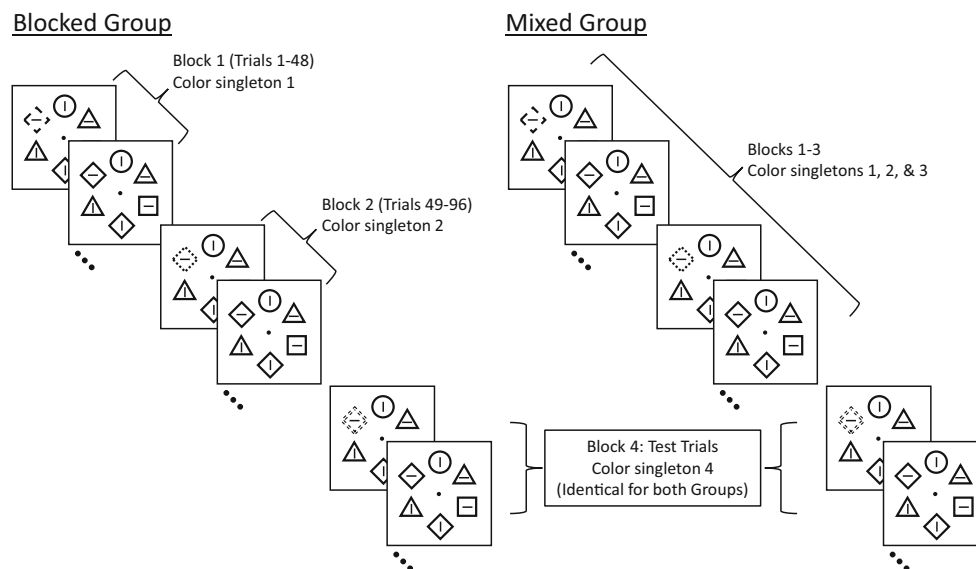 Blocked Group
Block 1 (Trials 1-48)
Color singleton 1
Block 2 (Trials 49-96)
Color singleton 2
Mixed Group
Blocks 1-3
Color singletons 1, 2, & 3
Block 4: Test Trials
Color singleton 4
(Identical for both Groups)